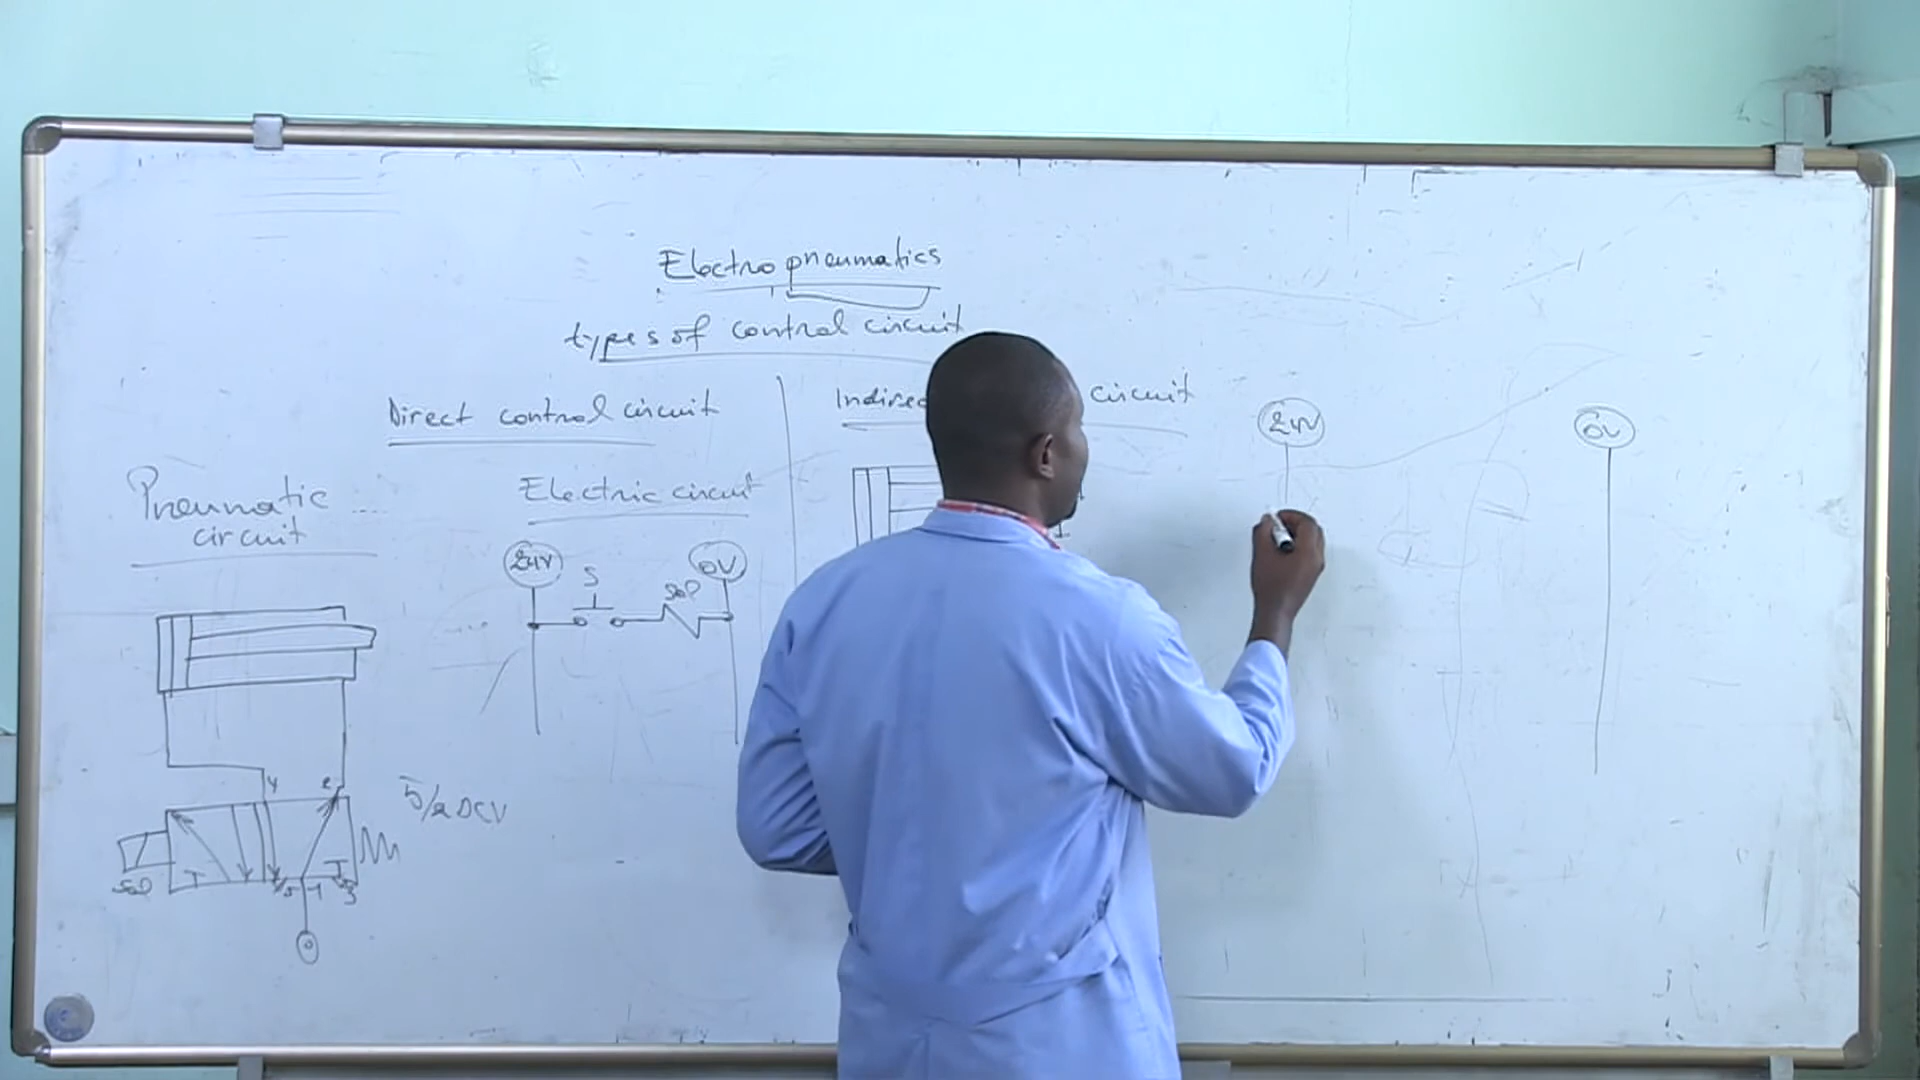 Electropneumatics
types of control circuit
Direct control circuit
Pneumatic
circuit
Electric circuit
24V
S
sol
0V
4 2
5/2 DCV
sol
5 1 3
Indirec
circuit
24V
0V